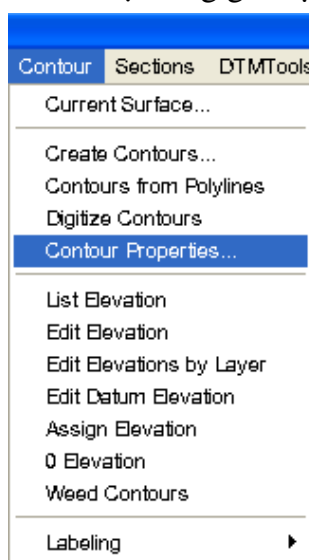 Contour Sections DTMTools
Current Surface...
Create Contours...
Contours from Polylines
Digitize Contours
Contour Properties...
List Elevation
Edit Elevation
Edit Elevations by Layer
Edit Datum Elevation
Assign Elevation
0 Elevation
Weed Contours
Labeling